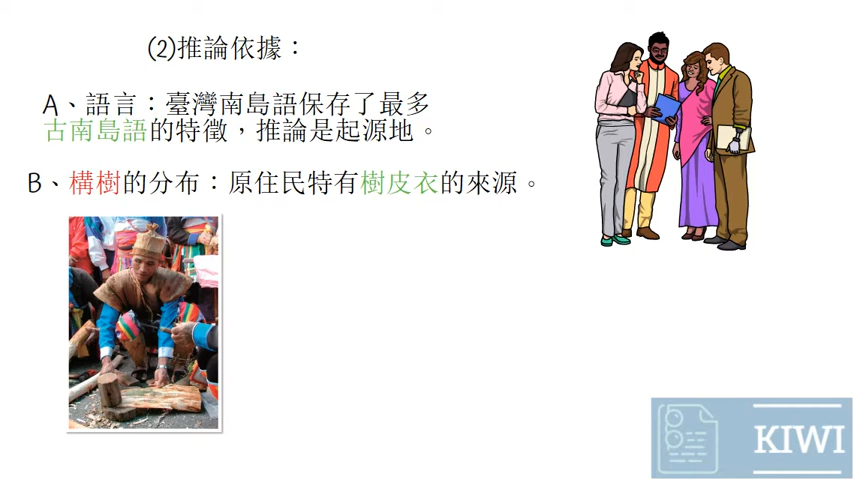 (2)推論依據：
A、語言：臺灣南島語保存了最多
古南島語的特徵，推論是起源地。
B、構樹的分布：原住民特有樹皮衣的來源。
KIWI